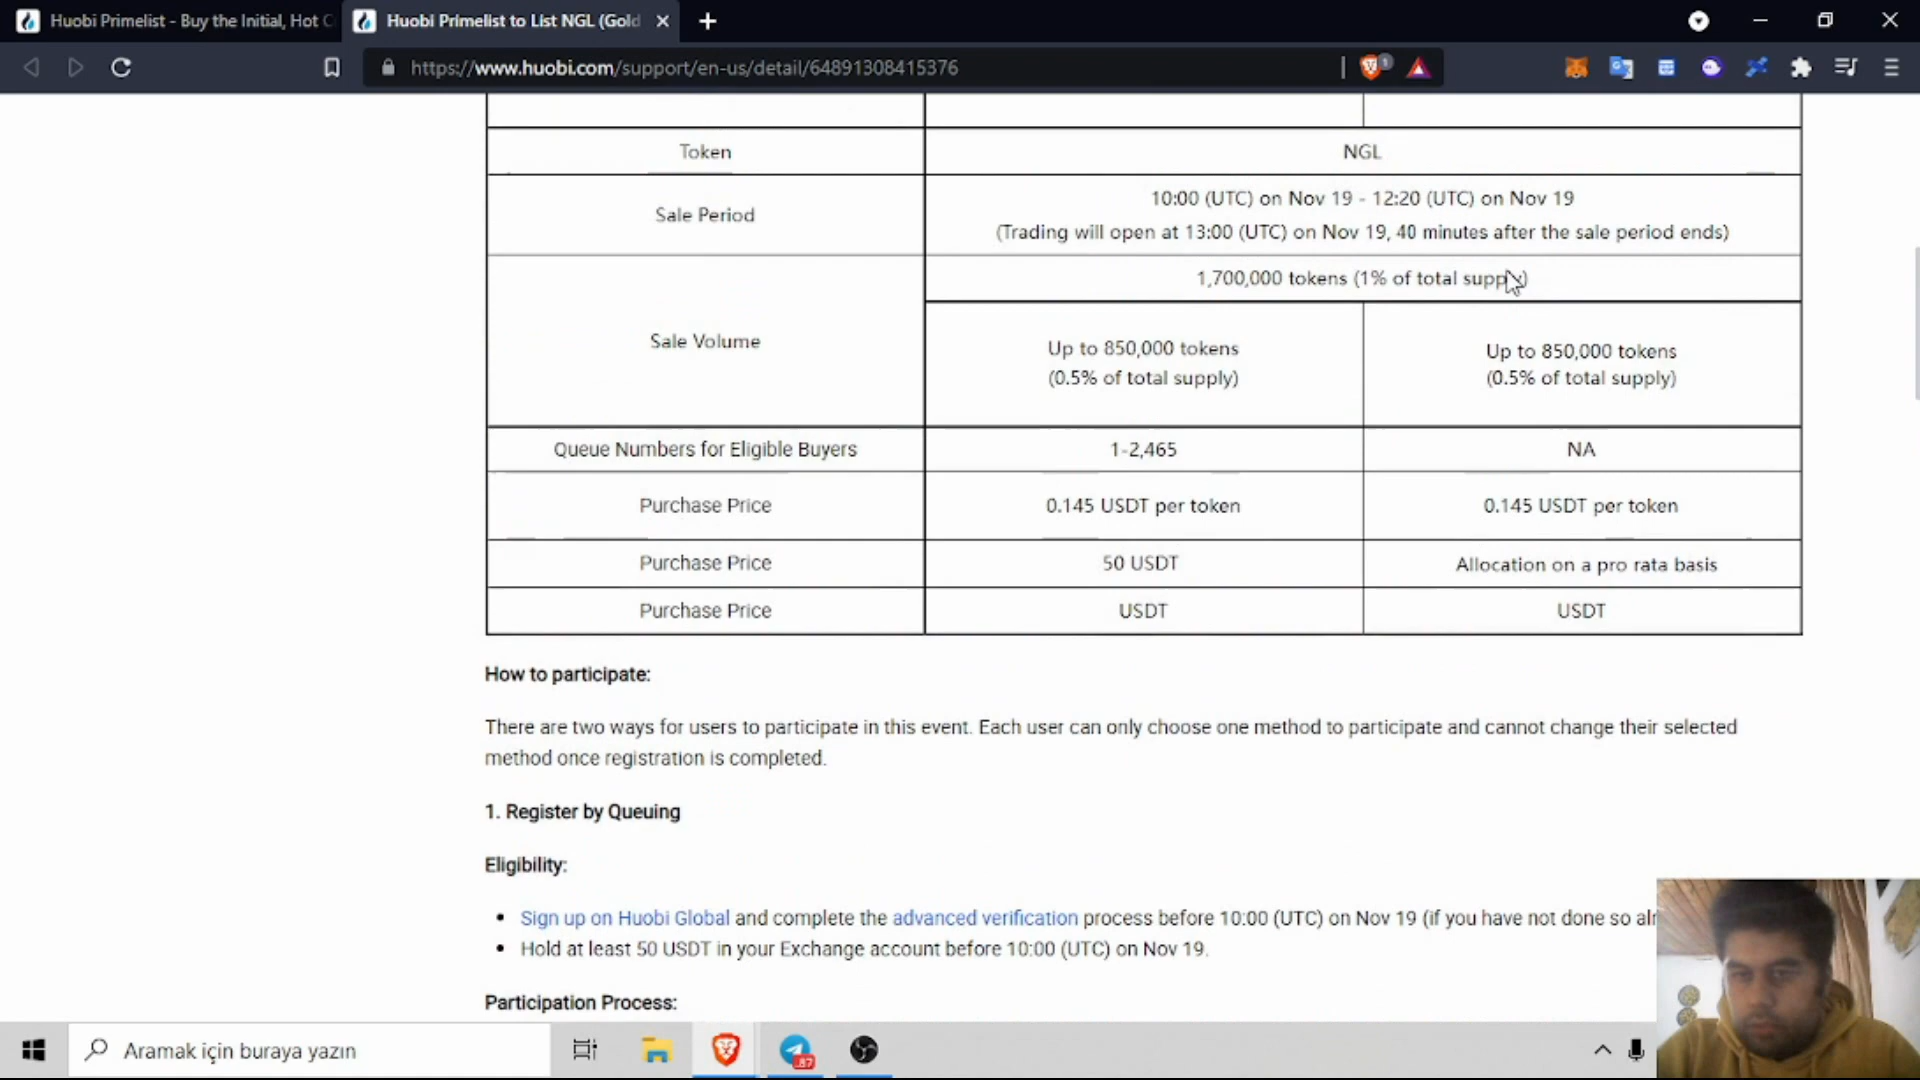 Huobi Primelist - Buy the Initial, Hot C
Huobi Primelist to List NGL (Gold
https://www.huobi.com/support/en-us/detail/64891308415376
1
Token
NGL
Sale Period
10:00 (UTC) on Nov 19 - 12:20 (UTC) on Nov 19
(Trading will open at 13:00 (UTC) on Nov 19, 40 minutes after the sale period ends)
Sale Volume
1,700,000 tokens (1% of total supply)
Up to 850,000 tokens
(0.5% of total supply)
Up to 850,000 tokens
(0.5% of total supply)
Queue Numbers for Eligible Buyers
1-2,465
NA
Purchase Price
0.145 USDT per token
0.145 USDT per token
Purchase Price
50 USDT
Allocation on a pro rata basis
Purchase Price
USDT
USDT
How to participate:
There are two ways for users to participate in this event. Each user can only choose one method to participate and cannot change their selected
method once registration is completed.
1. Register by Queuing
Eligibility:
• Sign up on Huobi Global and complete the advanced verification process before 10:00 (UTC) on Nov 19 (if you have not done so alr
• Hold at least 50 USDT in your Exchange account before 10:00 (UTC) on Nov 19.
Participation Process:
Aramak için buraya yazın
87